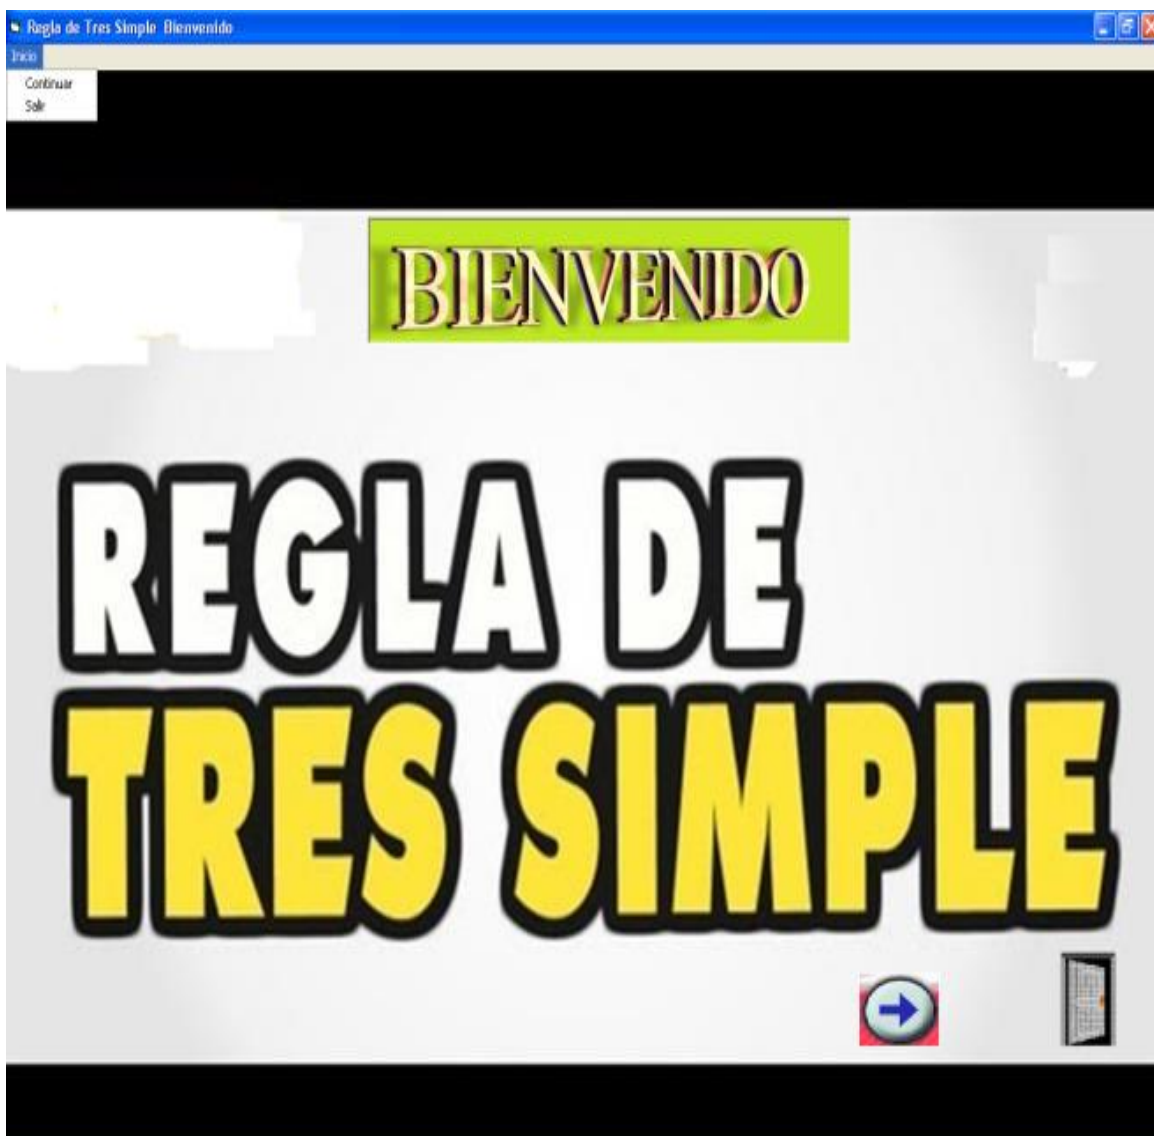 Regla de Tres Simple Bienvenido
Inicio
Continuar
Salir
BIENVENIDO
REGLA DE
TRES SIMPLE